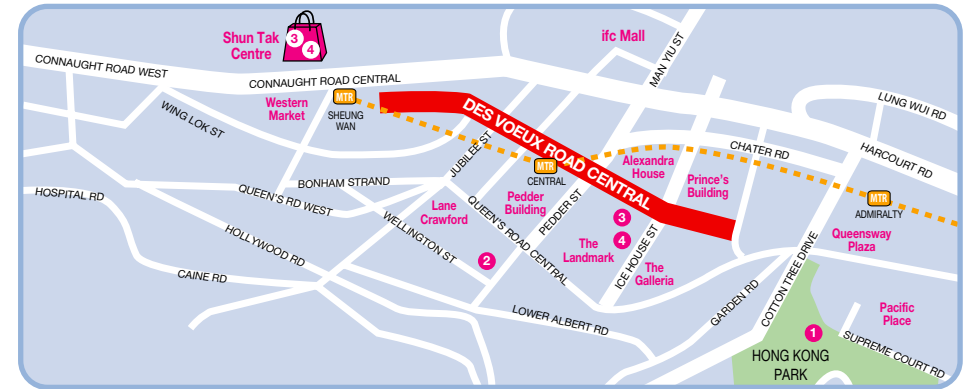 Shun Tak
Centre
3
4
ifc Mall
MAN YIU ST
CONNAUGHT ROAD WEST
CONNAUGHT ROAD CENTRAL
LUNG WUI RD
Western
Market
MTR
SHEUNG
WAN
WING LOK ST
DES VOEUX ROAD CENTRAL
JUBILEE ST
CHATER RD
HARCOURT RD
MTR
CENTRAL
Alexandra
House
Prince's
Building
MTR
ADMIRALTY
HOSPITAL RD
BONHAM STRAND
QUEEN'S RD WEST
Lane
Crawford
Pedder
Building
PEDDER ST
QUEEN'S ROAD CENTRAL
WELLINGTON ST
HOLLYWOOD RD
3
4
The
Landmark
ICE HOUSE ST
The
Galleria
Queensway
Plaza
2
CAINE RD
LOWER ALBERT RD
GARDEN RD
COTTON TREE DRIVE
Pacific
Place
1
SUPREME COURT RD
HONG KONG
PARK